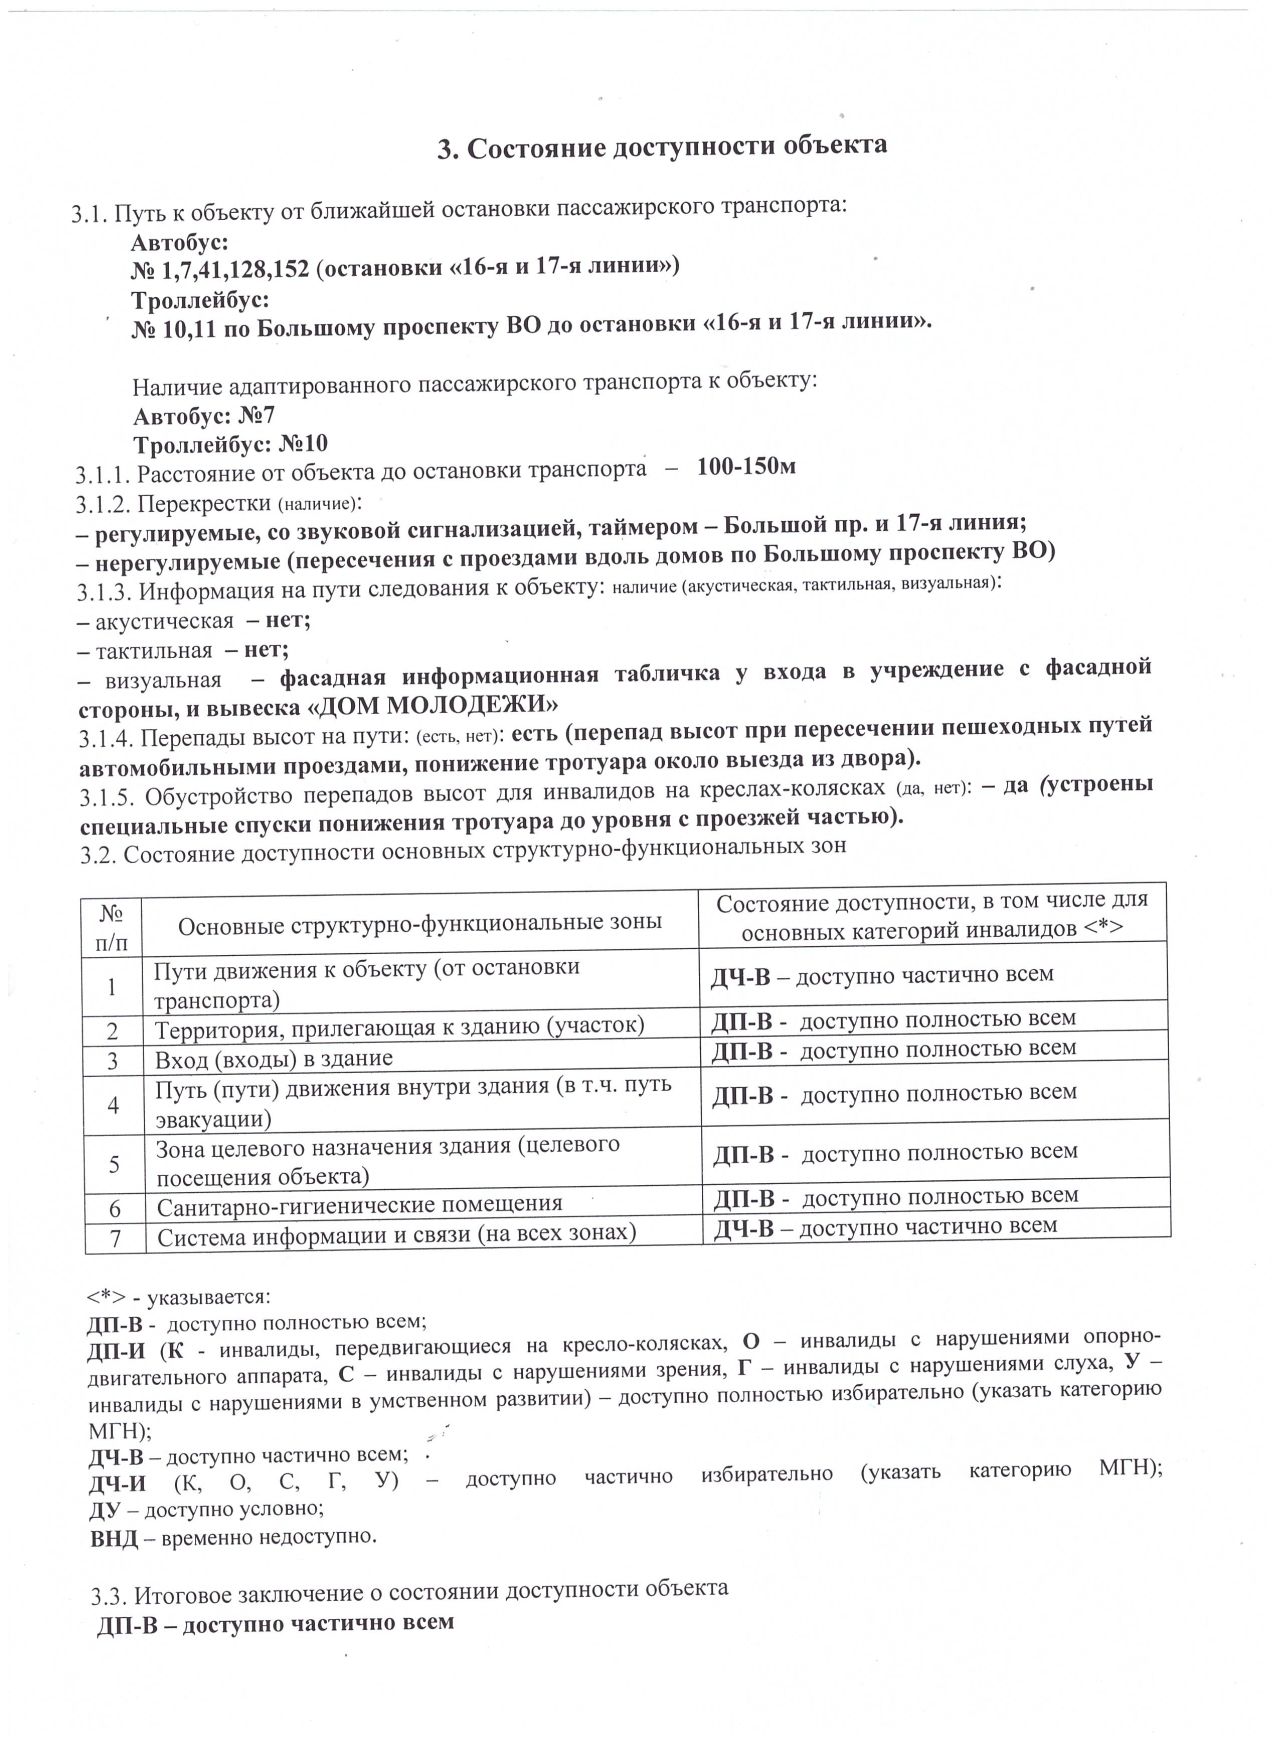 3. Состояние доступности объекта
3.1. Путь к объекту от ближайшей остановки пассажирского транспорта:
Автобус:
№ 1,7,41,128,152 (остановки «16-я и 17-я линии»)
Троллейбус:
№ 10,11 по Большому проспекту ВО до остановки «16-я и 17-я линии».
Наличие адаптированного пассажирского транспорта к объекту:
Автобус: №7
Троллейбус: №10
3.1.1. Расстояние от объекта до остановки транспорта – 100-150м
3.1.2. Перекрестки (наличие):
– регулируемые, со звуковой сигнализацией, таймером – Большой пр. и 17-я линия;
– нерегулируемые (пересечения с проездами вдоль домов по Большому проспекту ВО)
3.1.3. Информация на пути следования к объекту: наличие (акустическая, тактильная, визуальная):
– акустическая – нет;
– тактильная – нет;
– визуальная – фасадная информационная табличка у входа в учреждение с фасадной
стороны, и вывеска «ДОМ МОЛОДЕЖИ»
3.1.4. Перепады высот на пути: (есть, нет): есть (перепад высот при пересечении пешеходных путей
автомобильными проездами, понижение тротуара около выезда из двора).
3.1.5. Обустройство перепадов высот для инвалидов на креслах-колясках (да, нет): – да (устроены
специальные спуски понижения тротуара до уровня с проезжей частью).
3.2. Состояние доступности основных структурно-функциональных зон
№ п/п Основные структурно-функциональные зоны Состояние доступности, в том числе для
основных категорий инвалидов <*>
1 Пути движения к объекту (от остановки
транспорта) ДЧ-В – доступно частично всем
2 Территория, прилегающая к зданию (участок) ДП-В - доступно полностью всем
3 Вход (входы) в здание ДП-В - доступно полностью всем
4 Путь (пути) движения внутри здания (в т.ч. путь
эвакуации) ДП-В - доступно полностью всем
5 Зона целевого назначения здания (целевого
посещения объекта) ДП-В - доступно полностью всем
6 Санитарно-гигиенические помещения ДП-В - доступно полностью всем
7 Система информации и связи (на всех зонах) ДЧ-В – доступно частично всем
<*> - указывается:
ДП-В - доступно полностью всем;
ДП-И (К - инвалиды, передвигающиеся на кресло-колясках, О – инвалиды с нарушениями опорно-
двигательного аппарата, С – инвалиды с нарушениями зрения, Г – инвалиды с нарушениями слуха, У –
инвалиды с нарушениями в умственном развитии) – доступно полностью избирательно (указать категорию
МГН);
ДЧ-В – доступно частично всем;
ДЧ-И (К, О, С, Г, У) – доступно частично избирательно (указать категорию МГН);
ДУ – доступно условно;
ВНД – временно недоступно.
3.3. Итоговое заключение о состоянии доступности объекта
ДП-В – доступно частично всем